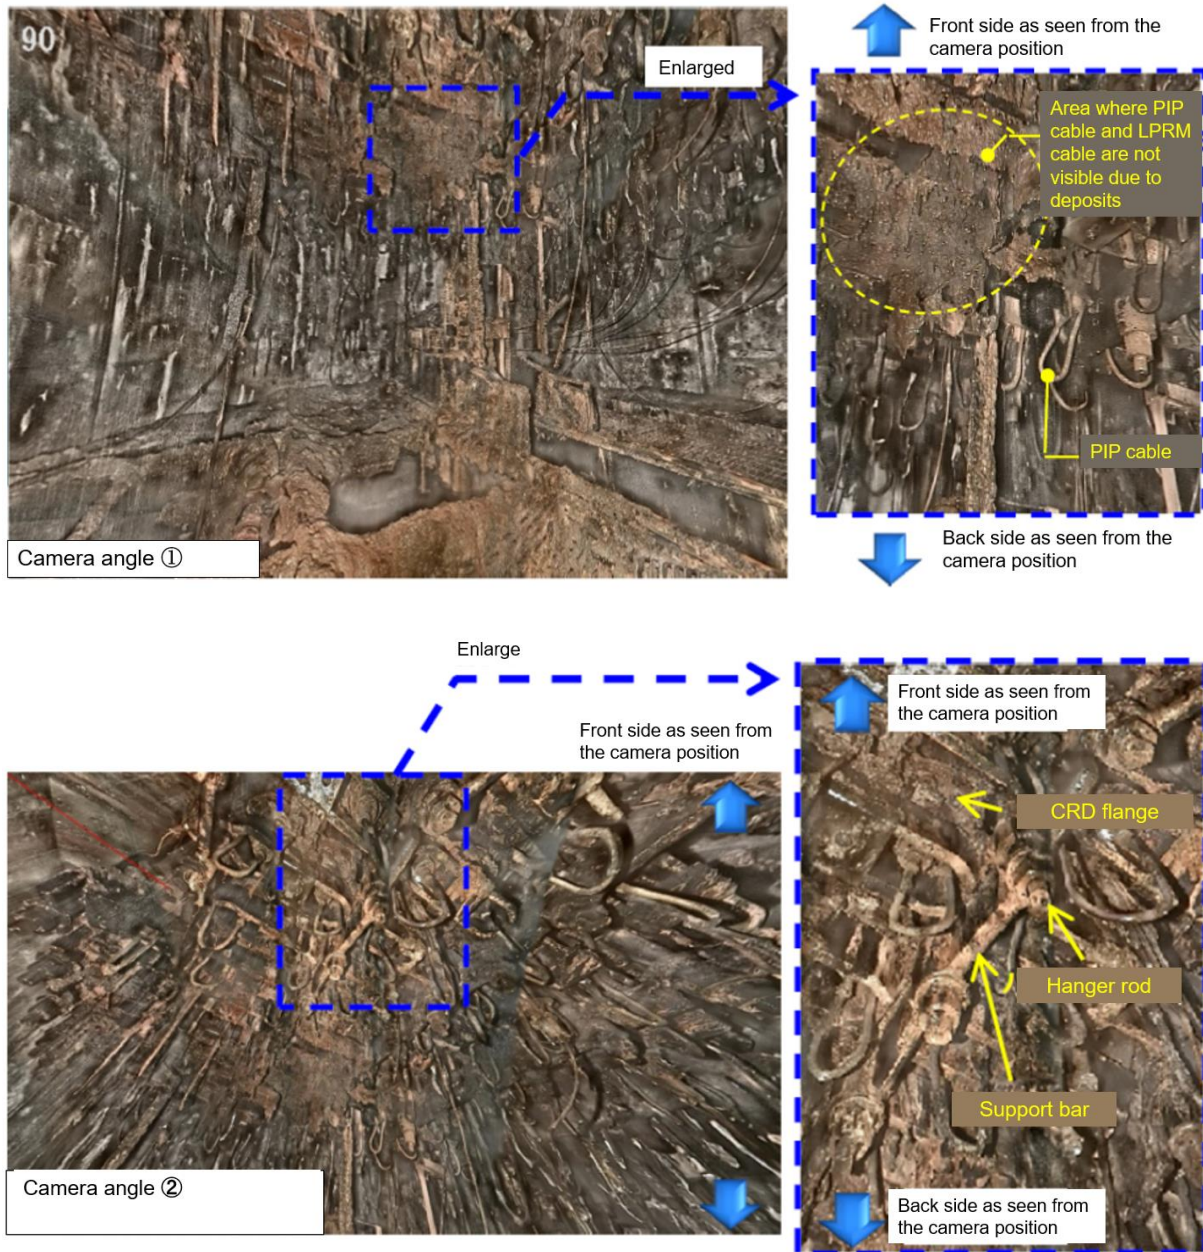 90
Enlarged
Front side as seen from the
camera position
Area where PIP
cable and LPRM
cable are not
visible due to
deposits
PIP cable
Camera angle ①
Back side as seen from the
camera position
Enlarge
Front side as seen from
the camera position
Front side as seen from
the camera position
CRD flange
Hanger rod
Support bar
Camera angle ②
Back side as seen from
the camera position